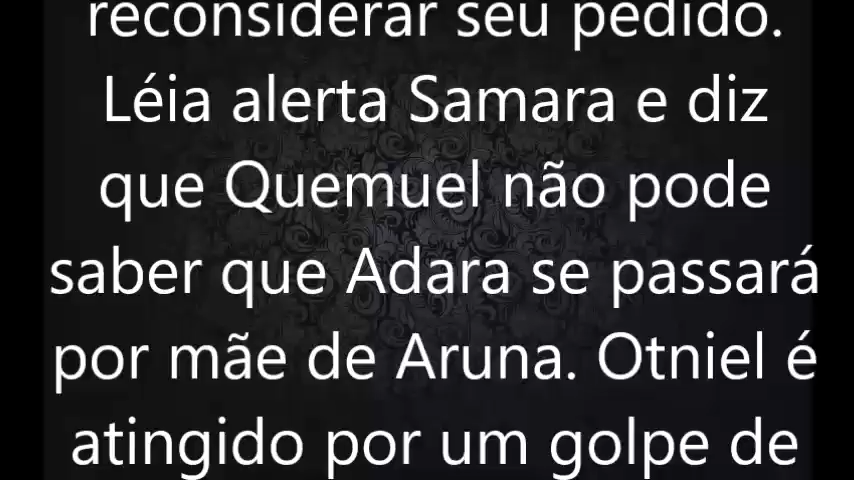 reconsiderar seu pedido.
Léia alerta Samara e diz
que Quemuel não pode
saber que Adara se passará
por mãe de Aruna. Otniel é
atingido por um golpe de